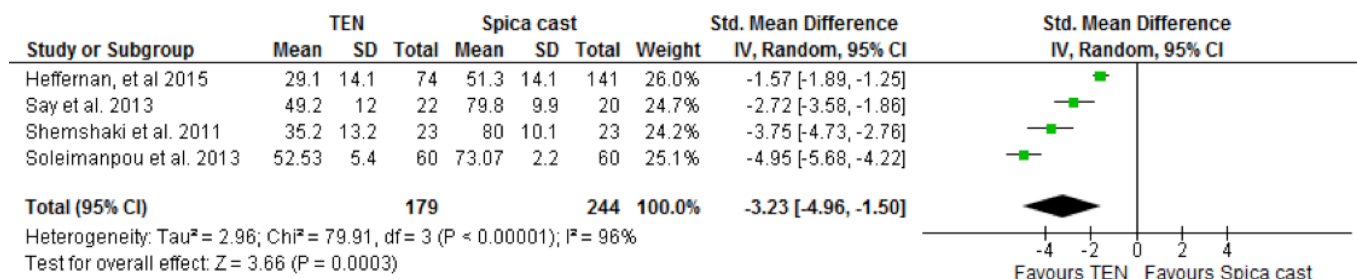 TEN Spica cast Std. Mean Difference Std. Mean Difference
Study or Subgroup Mean SD Total Mean SD Total Weight IV, Random, 95% CI IV, Random, 95% CI
Heffernan, et al 2015 29.1 14.1 74 51.3 14.1 141 26.0% -1.57 [-1.89, -1.25]
Say et al. 2013 49.2 12 22 79.8 9.9 20 24.7% -2.72 [-3.58, -1.86]
Shemshaki et al. 2011 35.2 13.2 23 80 10.1 23 24.2% -3.75 [-4.73, -2.76]
Soleimanpou et al. 2013 52.53 5.4 60 73.07 2.2 60 25.1% -4.95 [-5.68, -4.22]
Total (95% CI) 179 244 100.0% -3.23 [-4.96, -1.50]
Heterogeneity: Tau² = 2.96; Chi² = 79.91, df = 3 (P < 0.00001); I² = 96%
Test for overall effect: Z = 3.66 (P = 0.0003)
-4 -2 0 2 4
Favours TEN Favours Spica cast